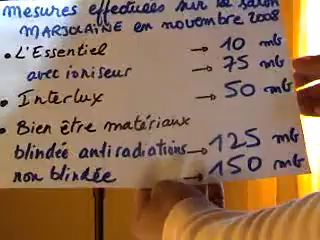 mesures effectuées sur le salon
MARJOLAINE en novembre 2008
• L'Essentiel → 10 mG
avec ioniseur → 75 mG
• Interlux → 50 mG
• Bien être matériaux
blindée antiradiations → 125 mG
non blindée → 150 mG